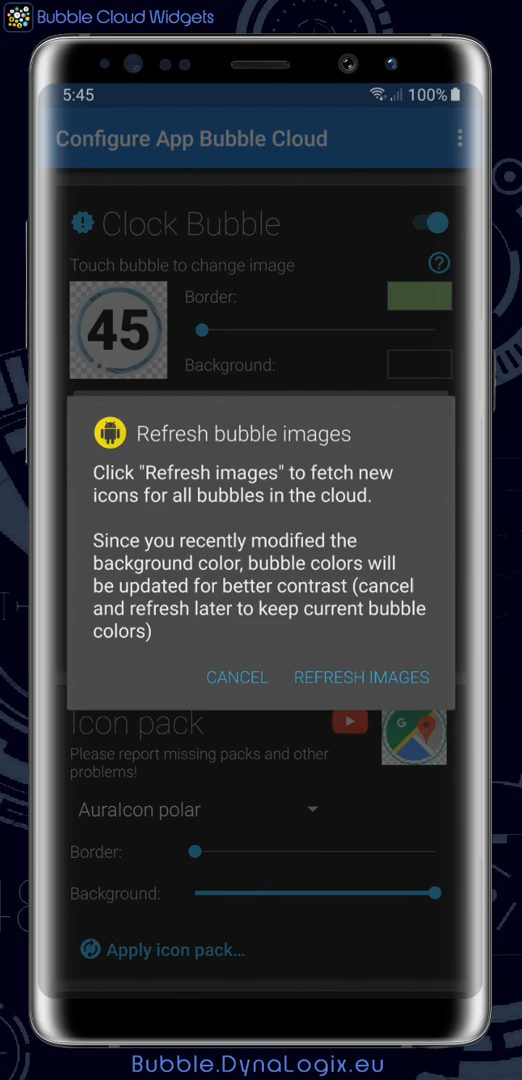 Bubble Cloud Widgets
5:45
100%
Configure App Bubble Cloud
Clock Bubble
Touch bubble to change image
Border:
45
Background:
Refresh bubble images
Click "Refresh images" to fetch new
icons for all bubbles in the cloud.
Since you recently modified the
background color, bubble colors will
be updated for better contrast (cancel
and refresh later to keep current bubble
colors)
CANCEL
REFRESH IMAGES
Icon pack
G
Please report missing packs and other
problems!
AuraIcon polar
Border:
Background:
Apply icon pack...
Bubble.DynaLogix.eu